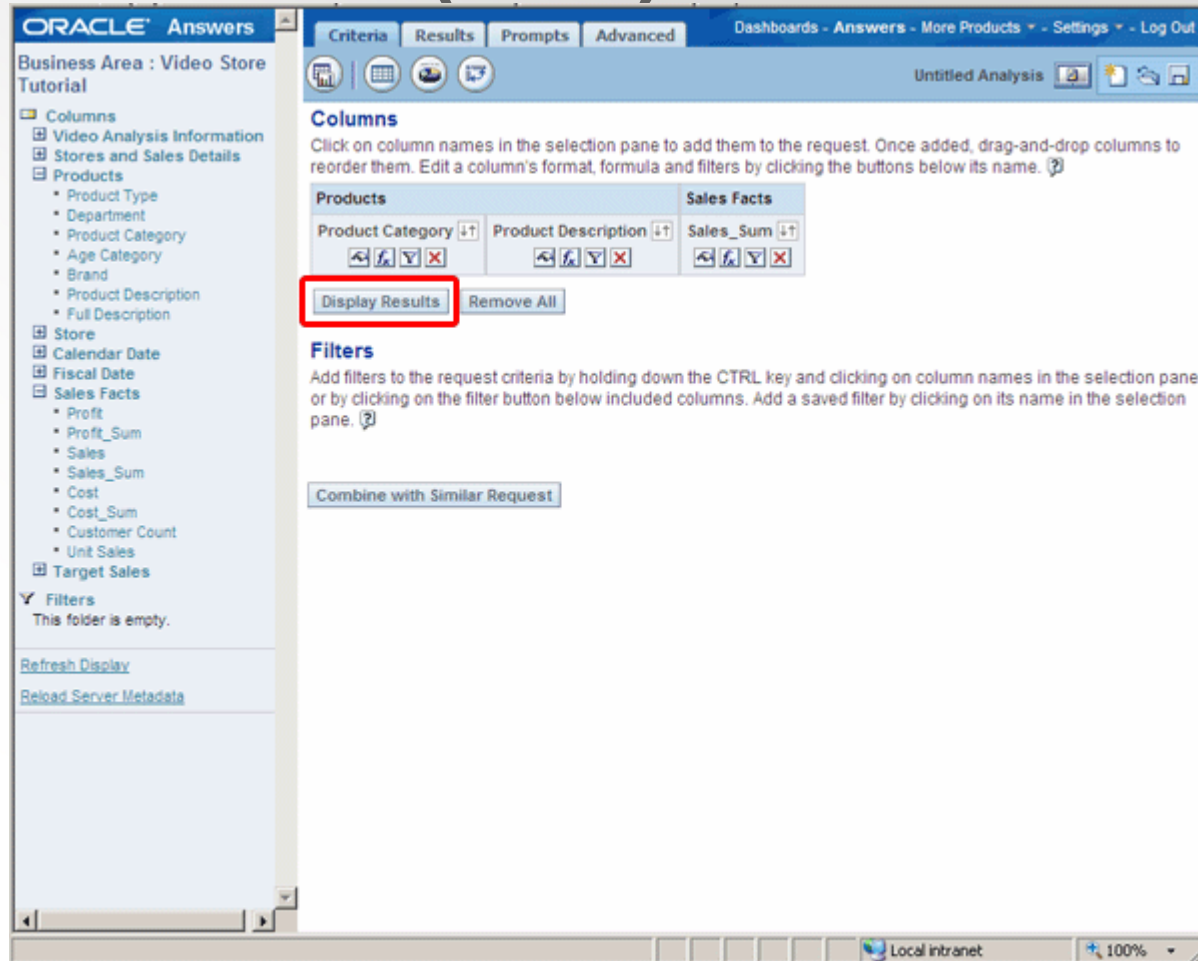 ORACLE Answers
Business Area : Video Store
Tutorial
Columns
Video Analysis Information
Stores and Sales Details
Products
Product Type
Department
Product Category
Age Category
Brand
Product Description
Full Description
Store
Calendar Date
Fiscal Date
Sales Facts
Profit
Profit_Sum
Sales
Sales_Sum
Cost
Cost_Sum
Customer Count
Unit Sales
Target Sales
Filters
This folder is empty.
Refresh Display
Reload Server Metadata
Criteria Results Prompts Advanced Dashboards - Answers - More Products - Settings - Log Out
Untitled Analysis
Columns
Click on column names in the selection pane to add them to the request. Once added, drag-and-drop columns to
reorder them. Edit a column's format, formula and filters by clicking the buttons below its name.
Products Sales Facts
Product Category Product Description Sales_Sum
Display Results Remove All
Filters
Add filters to the request criteria by holding down the CTRL key and clicking on column names in the selection pane
or by clicking on the filter button below included columns. Add a saved filter by clicking on its name in the selection
pane.
Combine with Similar Request
Local intranet 100%